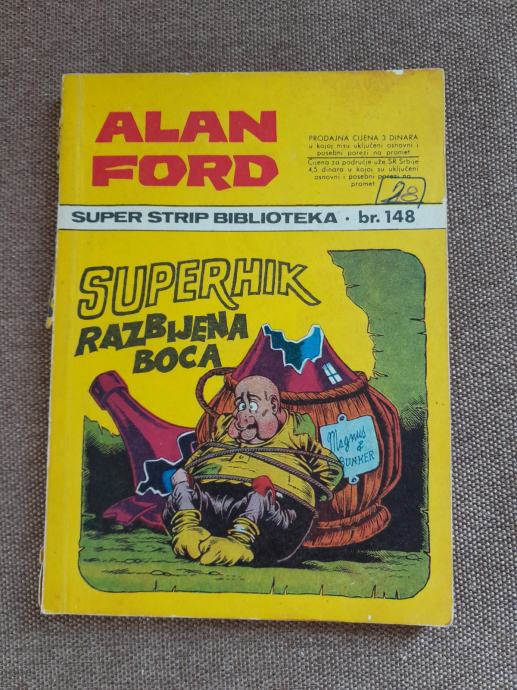 ALAN
FORD
PRODAJNA CIJENA 3 DINARA
u kojoj nisu uključeni osnovni i
posebni porezi na promet
Cijena za područje uže SR Srbije
4,5 dinara u kojoj su uključeni
osnovni i posebni porezi na
promet
28
SUPER STRIP BIBLIOTEKA · br. 148
SUPERHIK
RAZBIJENA
BOCA
Magnus
&
BUNKER